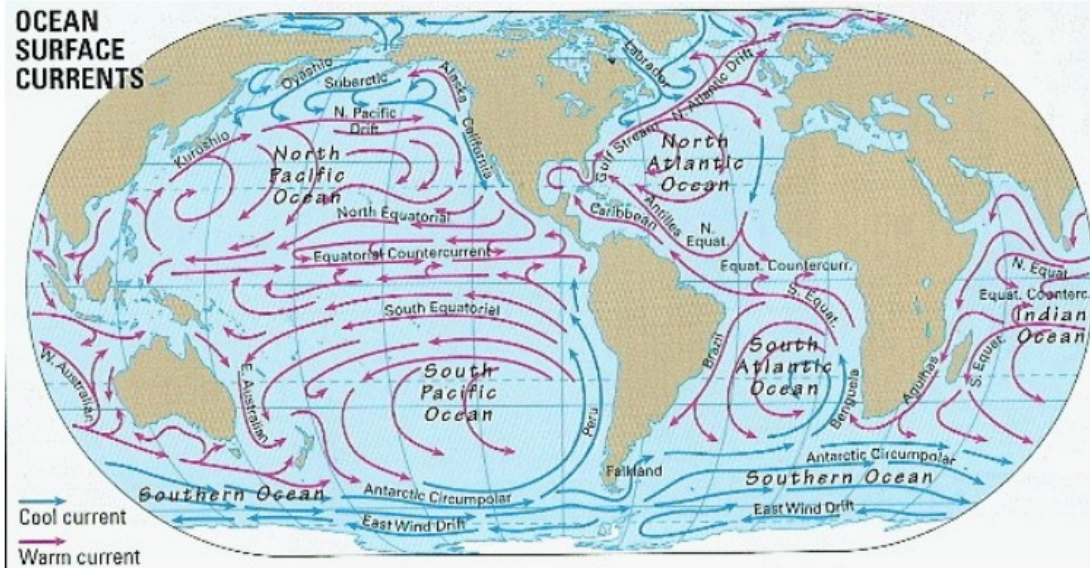 OCEAN
SURFACE
CURRENTS
Oyashio
Subarctic
Alaska
Labrador
N. Atlantic Drift
N. Pacific
Drift
California
Kuroshio
Gulf Stream
North
Pacific
Ocean
North
Atlantic
Ocean
North Equatorial
Caribbean
Antilles
N.
Equat.
Equatorial Countercurrent
Equat. Countercurr.
N. Equat.
Equat. Counterc.
Indian
Ocean
South Equatorial
S. Equat.
S. Equat.
W. Australian
E. Australian
South
Pacific
Ocean
Peru
Brazil
South
Atlantic
Ocean
Benguela
Agulhas
Falkland
Antarctic Circumpolar
Southern Ocean
Southern Ocean
Antarctic Circumpolar
East Wind Drift
East Wind Drift
Cool current
Warm current